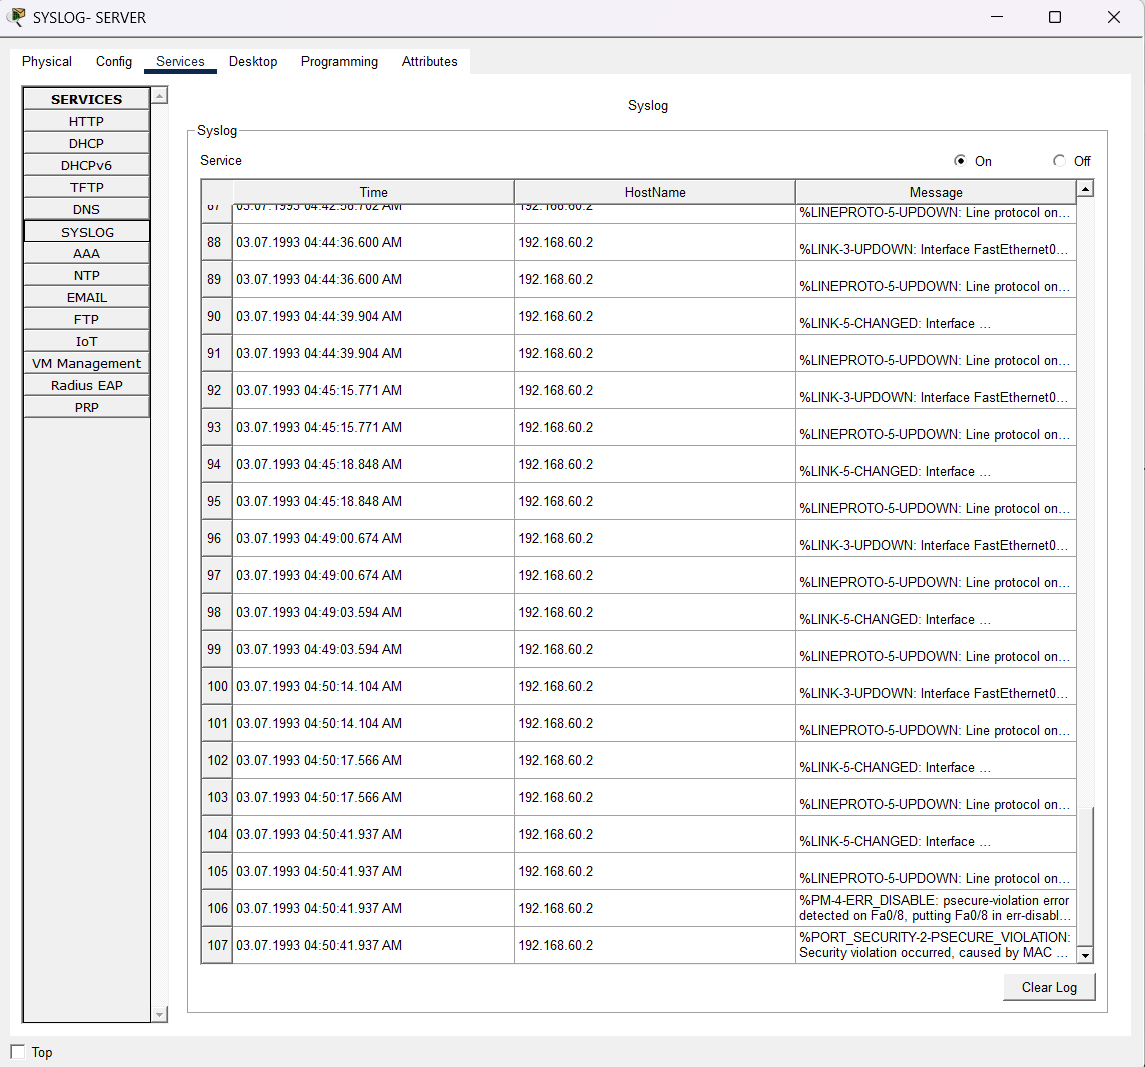 SYSLOG- SERVER
Physical Config Services Desktop Programming Attributes
SERVICES
HTTP
DHCP
DHCPv6
TFTP
DNS
SYSLOG
AAA
NTP
EMAIL
FTP
IoT
VM Management
Radius EAP
PRP
Syslog
Syslog
Service On Off
Time HostName Message
87 03.07.1993 04:42:58.702 AM 192.168.60.2 %LINEPROTO-5-UPDOWN: Line protocol on...
88 03.07.1993 04:44:36.600 AM 192.168.60.2 %LINK-3-UPDOWN: Interface FastEthernet0...
89 03.07.1993 04:44:36.600 AM 192.168.60.2 %LINEPROTO-5-UPDOWN: Line protocol on...
90 03.07.1993 04:44:39.904 AM 192.168.60.2 %LINK-5-CHANGED: Interface ...
91 03.07.1993 04:44:39.904 AM 192.168.60.2 %LINEPROTO-5-UPDOWN: Line protocol on...
92 03.07.1993 04:45:15.771 AM 192.168.60.2 %LINK-3-UPDOWN: Interface FastEthernet0...
93 03.07.1993 04:45:15.771 AM 192.168.60.2 %LINEPROTO-5-UPDOWN: Line protocol on...
94 03.07.1993 04:45:18.848 AM 192.168.60.2 %LINK-5-CHANGED: Interface ...
95 03.07.1993 04:45:18.848 AM 192.168.60.2 %LINEPROTO-5-UPDOWN: Line protocol on...
96 03.07.1993 04:49:00.674 AM 192.168.60.2 %LINK-3-UPDOWN: Interface FastEthernet0...
97 03.07.1993 04:49:00.674 AM 192.168.60.2 %LINEPROTO-5-UPDOWN: Line protocol on...
98 03.07.1993 04:49:03.594 AM 192.168.60.2 %LINK-5-CHANGED: Interface ...
99 03.07.1993 04:49:03.594 AM 192.168.60.2 %LINEPROTO-5-UPDOWN: Line protocol on...
100 03.07.1993 04:50:14.104 AM 192.168.60.2 %LINK-3-UPDOWN: Interface FastEthernet0...
101 03.07.1993 04:50:14.104 AM 192.168.60.2 %LINEPROTO-5-UPDOWN: Line protocol on...
102 03.07.1993 04:50:17.566 AM 192.168.60.2 %LINK-5-CHANGED: Interface ...
103 03.07.1993 04:50:17.566 AM 192.168.60.2 %LINEPROTO-5-UPDOWN: Line protocol on...
104 03.07.1993 04:50:41.937 AM 192.168.60.2 %LINK-5-CHANGED: Interface ...
105 03.07.1993 04:50:41.937 AM 192.168.60.2 %LINEPROTO-5-UPDOWN: Line protocol on...
106 03.07.1993 04:50:41.937 AM 192.168.60.2 %PM-4-ERR_DISABLE: psecure-violation error
detected on Fa0/8, putting Fa0/8 in err-disabl...
107 03.07.1993 04:50:41.937 AM 192.168.60.2 %PORT_SECURITY-2-PSECURE_VIOLATION:
Security violation occurred, caused by MAC ...
Clear Log
Top